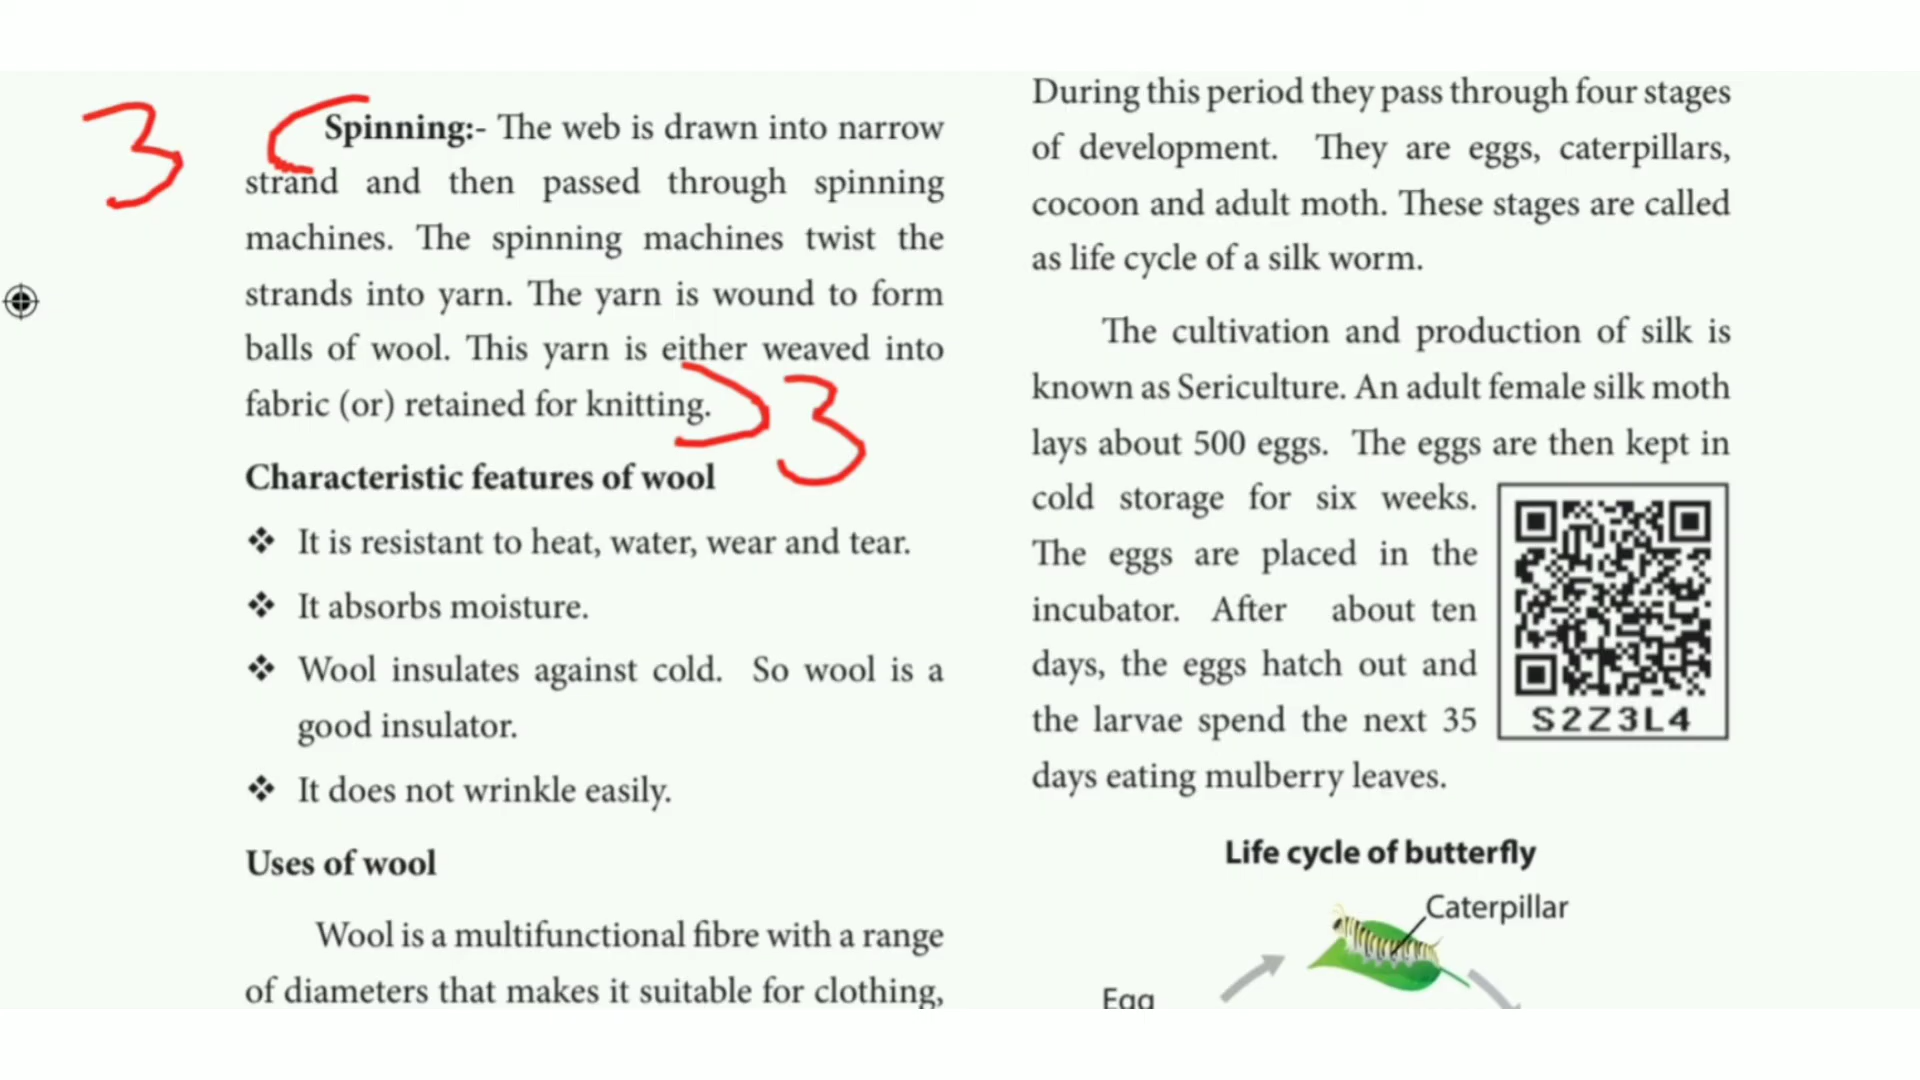 3
Spinning:- The web is drawn into narrow
strand and then passed through spinning
machines. The spinning machines twist the
strands into yarn. The yarn is wound to form
balls of wool. This yarn is either weaved into
fabric (or) retained for knitting.
3
Characteristic features of wool
❖ It is resistant to heat, water, wear and tear.
❖ It absorbs moisture.
❖ Wool insulates against cold. So wool is a
good insulator.
❖ It does not wrinkle easily.
Uses of wool
Wool is a multifunctional fibre with a range
of diameters that makes it suitable for clothing,
During this period they pass through four stages
of development. They are eggs, caterpillars,
cocoon and adult moth. These stages are called
as life cycle of a silk worm.
The cultivation and production of silk is
known as Sericulture. An adult female silk moth
lays about 500 eggs. The eggs are then kept in
cold storage for six weeks.
The eggs are placed in the
incubator. After about ten
days, the eggs hatch out and
the larvae spend the next 35
days eating mulberry leaves.
S2Z3L4
Life cycle of butterfly
Caterpillar
Egg